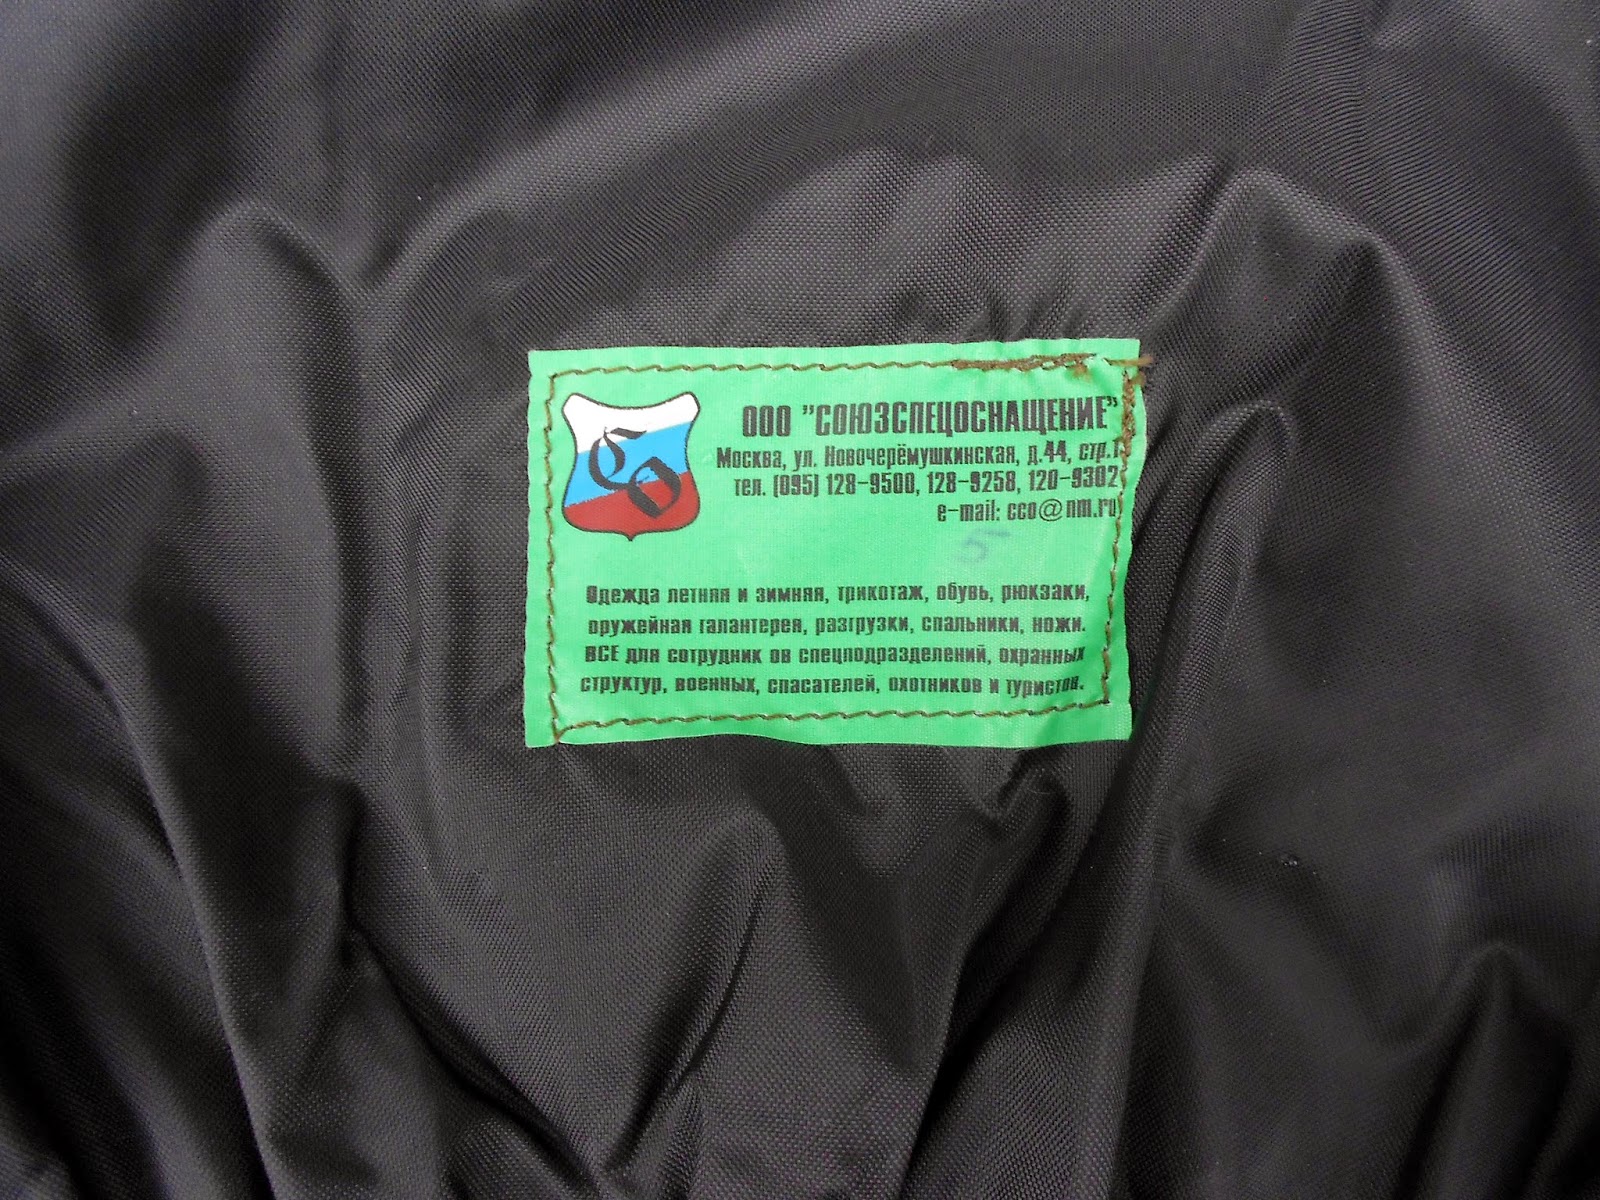 ООО "СОЮЗСПЕЦОСНАЩЕНИЕ"
Москва, ул. Новочерёмушкинская, д.44, стр.1
тел. (095) 128-9500, 128-9258, 120-9302
e-mail: cco@nm.ru
5
Одежда летняя и зимняя, трикотаж, обувь, рюкзаки,
оружейная галантерея, разгрузки, спальники, ножи.
ВСЕ для сотрудник ов спецподразделений, охранных
структур, военных, спасателей, охотников и туристов.